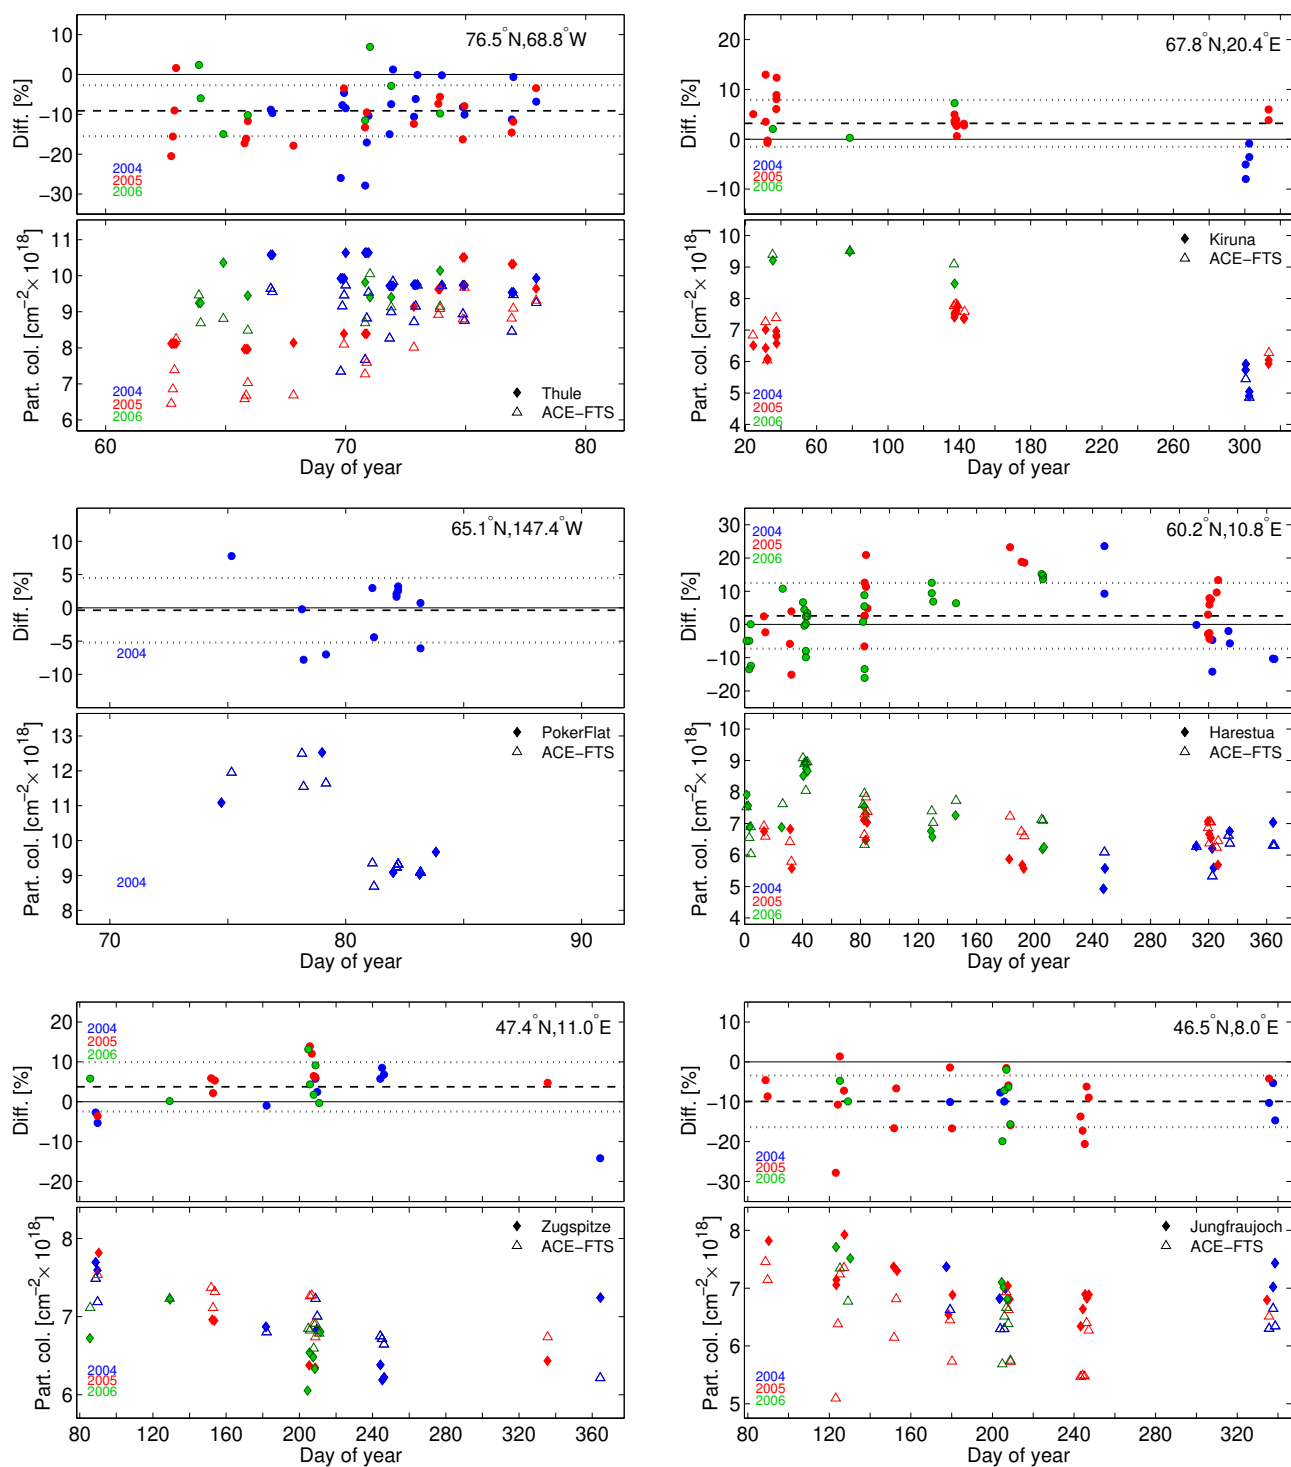 76.5°N,68.8°W
Diff. [%]
10
0
−10
−20
−30
2004
2005
2006
Part. col. [cm−2× 1018]
11
10
9
8
7
6
2004
2005
2006
Thule
ACE−FTS
60 70 80
Day of year
67.8°N,20.4°E
Diff. [%]
20
10
0
−10
2004
2005
2006
Part. col. [cm−2× 1018]
10
9
8
7
6
5
4
Kiruna
ACE−FTS
2004
2005
2006
20 60 100 140 180 220 260 300
Day of year
65.1°N,147.4°W
Diff. [%]
10
5
0
−5
−10
2004
Part. col. [cm−2× 1018]
13
12
11
10
9
8
PokerFlat
ACE−FTS
2004
70 80 90
Day of year
60.2°N,10.8°E
Diff. [%]
30
20
10
0
−10
−20
2004
2005
2006
Part. col. [cm−2× 1018]
10
9
8
7
6
5
4
Harestua
ACE−FTS
2004
2005
2006
0 40 80 120 160 200 240 280 320 360
Day of year
47.4°N,11.0°E
Diff. [%]
20
10
0
−10
−20
2004
2005
2006
Part. col. [cm−2× 1018]
8
7
6
Zugspitze
ACE−FTS
2004
2005
2006
80 120 160 200 240 280 320 360
Day of year
46.5°N,8.0°E
Diff. [%]
10
0
−10
−20
−30
2004
2005
2006
Part. col. [cm−2× 1018]
8
7
6
5
Jungfraujoch
ACE−FTS
2004
2005
2006
80 120 160 200 240 280 320 360
Day of year